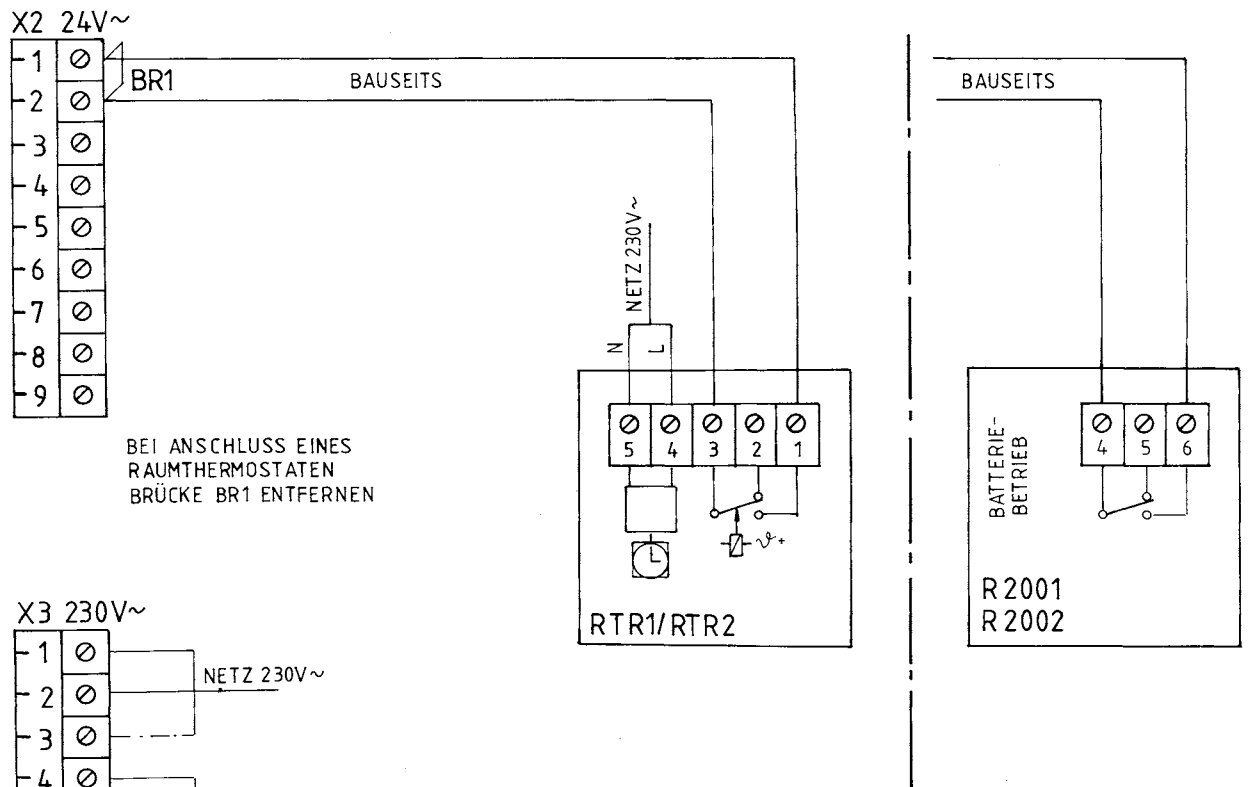 X2 24V~
1
BR1
BAUSEITS
BAUSEITS
2
3
4
5
6
7
8
9
NETZ 230V~
N
L
5 4 3 2 1
4 5 6
BATTERIE-
BETRIEB
ϑ+
RTR1/RTR2
R2001
R2002
BEI ANSCHLUSS EINES
RAUMTHERMOSTATEN
BRÜCKE BR1 ENTFERNEN
X3 230V~
1
NETZ 230V~
2
3
4